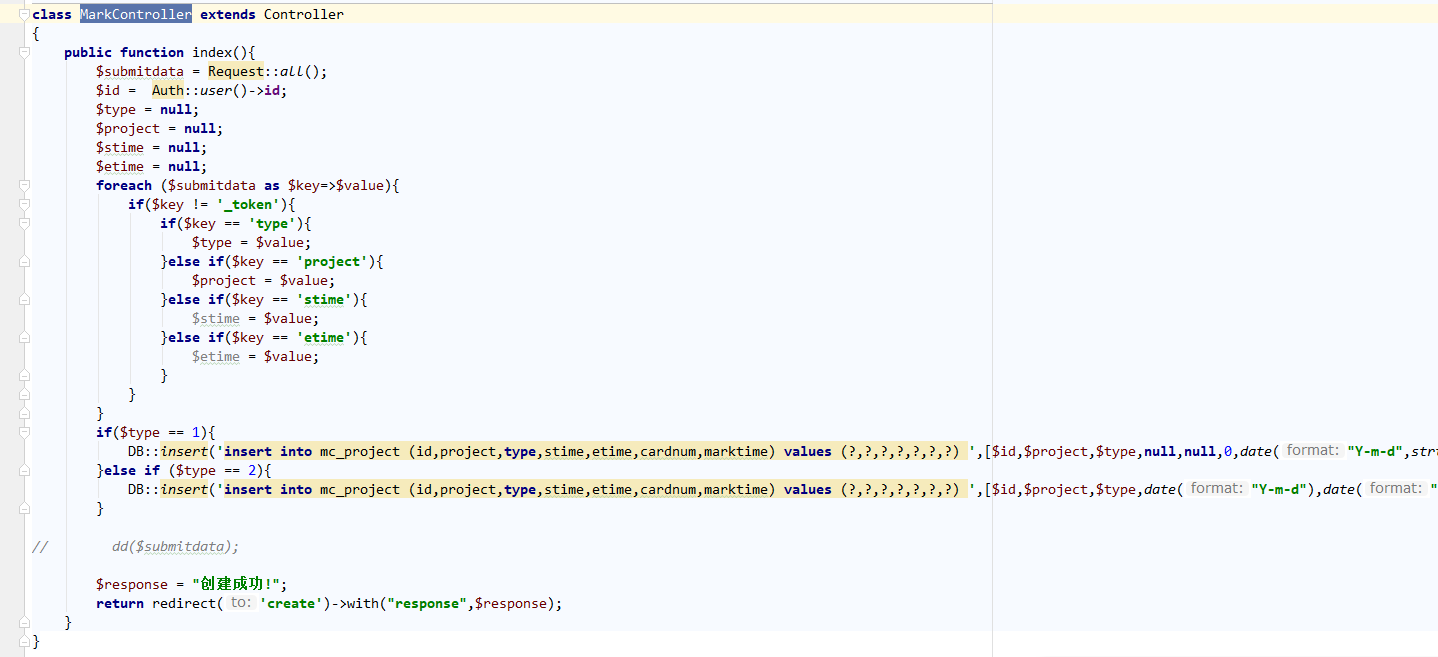 class MarkController extends Controller
{
    public function index(){
        $submitdata = Request::all();
        $id =  Auth::user()->id;
        $type = null;
        $project = null;
        $stime = null;
        $etime = null;
        foreach ($submitdata as $key=>$value){
            if($key != '_token'){
                if($key == 'type'){
                    $type = $value;
                }else if($key == 'project'){
                    $project = $value;
                }else if($key == 'stime'){
                    $stime = $value;
                }else if($key == 'etime'){
                    $etime = $value;
                }
            }
        }
        if($type == 1){
            DB::insert('insert into mc_project (id,project,type,stime,etime,cardnum,marktime) values (?,?,?,?,?,?,?) ',[$id,$project,$type,null,null,0,date( format: "Y-m-d",str
        }else if ($type == 2){
            DB::insert('insert into mc_project (id,project,type,stime,etime,cardnum,marktime) values (?,?,?,?,?,?,?) ',[$id,$project,$type,date( format: "Y-m-d"),date( format: "
        }
//        dd($submitdata);
        $response = "创建成功!";
        return redirect( to: 'create')->with("response",$response);
    }
}